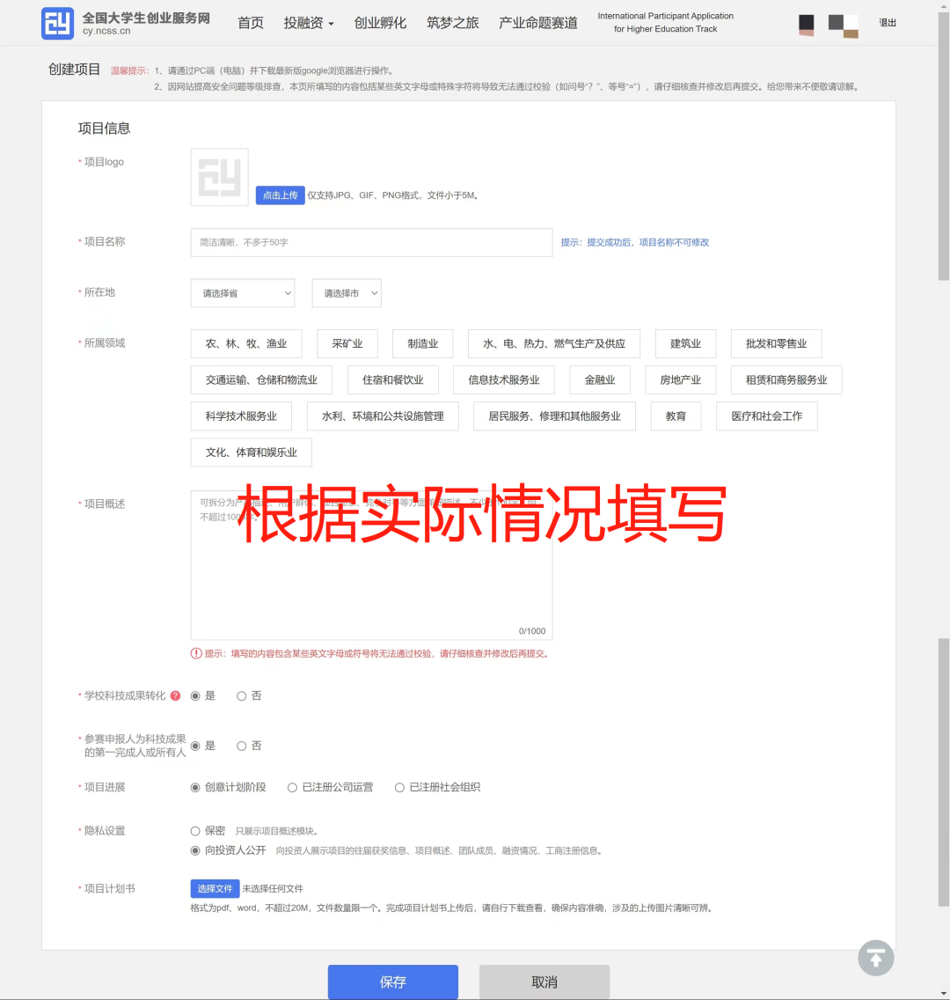 全国大学生创业服务网
cy.ncss.cn
首页 投融资 创业孵化 筑梦之旅 产业命题赛道 International Participant Application for Higher Education Track 退出
创建项目 温馨提示: 1、请通过PC端（电脑）并下载最新版google浏览器进行操作。
2、因网站提高安全问题等级排查，本页所填写的内容包括某些英文字母或特殊字符将导致无法通过校验（如问号"？"、等号"="），请仔细核查并修改后再提交。给您带来不便敬请谅解。
项目信息
* 项目logo
点击上传 仅支持JPG、GIF、PNG格式，文件小于5M。
* 项目名称 简洁清晰，不多于50字 提示：提交成功后，项目名称不可修改
* 所在地 请选择省 请选择市
* 所属领域 农、林、牧、渔业 采矿业 制造业 水、电、热力、燃气生产及供应 建筑业 批发和零售业
交通运输、仓储和物流业 住宿和餐饮业 信息技术服务业 金融业 房地产业 租赁和商务服务业
科学技术服务业 水利、环境和公共设施管理 居民服务、修理和其他服务业 教育 医疗和社会工作
文化、体育和娱乐业
* 项目概述 可拆分为产
不超过100
根据实际情况填写
0/1000
提示：填写的内容包含某些英文字母或符号将无法通过校验，请仔细核查并修改后再提交。
* 学校科技成果转化 ? 是 否
* 参赛申报人为科技成果
的第一完成人或所有人 是 否
* 项目进展 创意计划阶段 已注册公司运营 已注册社会组织
* 隐私设置 保密 只展示项目概述模块。
向投资人公开 向投资人展示项目的往届获奖信息、项目概述、团队成员、融资情况、工商注册信息。
* 项目计划书 选择文件 未选择任何文件
格式为pdf、word，不超过20M，文件数量限一个。完成项目计划书上传后，请自行下载查看，确保内容准确，涉及的上传图片清晰可辨。
保存 取消